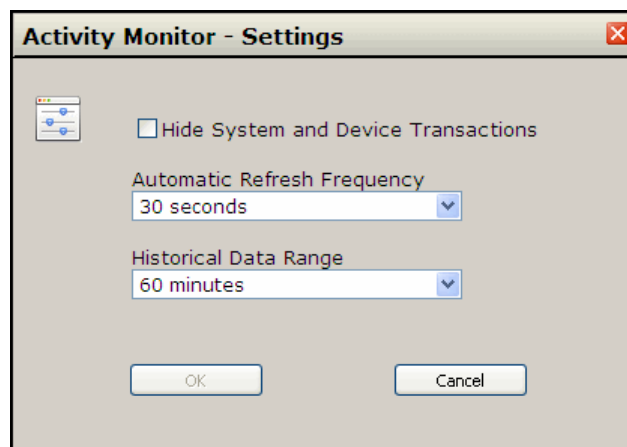 Activity Monitor - Settings
Hide System and Device Transactions
Automatic Refresh Frequency
30 seconds
Historical Data Range
60 minutes
OK
Cancel